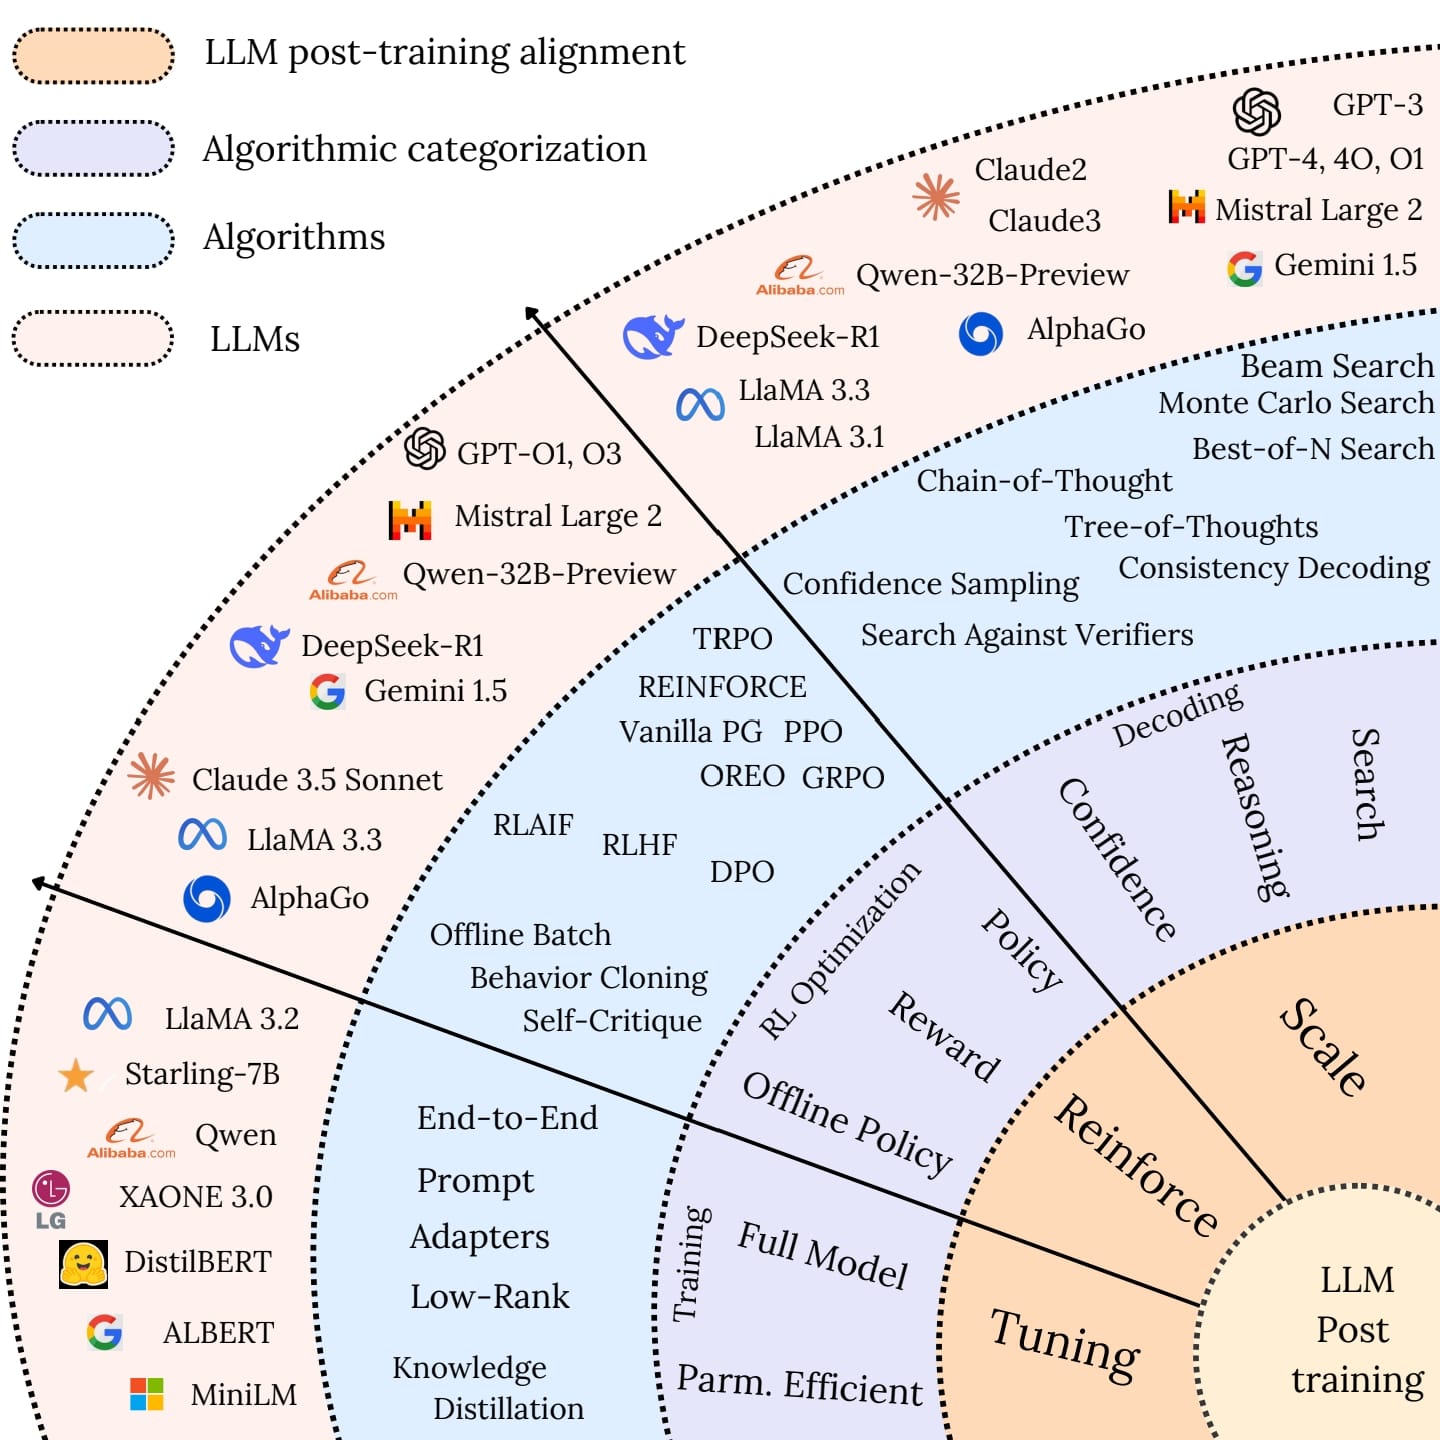 LLM post-training alignment
Algorithmic categorization
Algorithms
LLMs
GPT-3
GPT-4, 4O, O1
Claude2
Claude3
Mistral Large 2
Gemini 1.5
Alibaba.com
Qwen-32B-Preview
DeepSeek-R1
AlphaGo
LlaMA 3.3
LlaMA 3.1
Beam Search
Monte Carlo Search
Best-of-N Search
Chain-of-Thought
Tree-of-Thoughts
Consistency Decoding
Confidence Sampling
Search Against Verifiers
Decoding
Confidence
Reasoning
Search
Scale
GPT-O1, O3
Mistral Large 2
Alibaba.com
Qwen-32B-Preview
DeepSeek-R1
Gemini 1.5
Claude 3.5 Sonnet
LlaMA 3.3
AlphaGo
TRPO
REINFORCE
Vanilla PG PPO
OREO GRPO
RLAIF
RLHF
DPO
Offline Batch
Behavior Cloning
Self-Critique
RL Optimization
Policy
Reward
Offline Policy
Reinforce
LlaMA 3.2
Starling-7B
Alibaba.com
Qwen
LG
XAONE 3.0
DistilBERT
ALBERT
MiniLM
End-to-End
Prompt
Adapters
Low-Rank
Knowledge
Distillation
Training
Full Model
Parm. Efficient
Tuning
LLM
Post
training